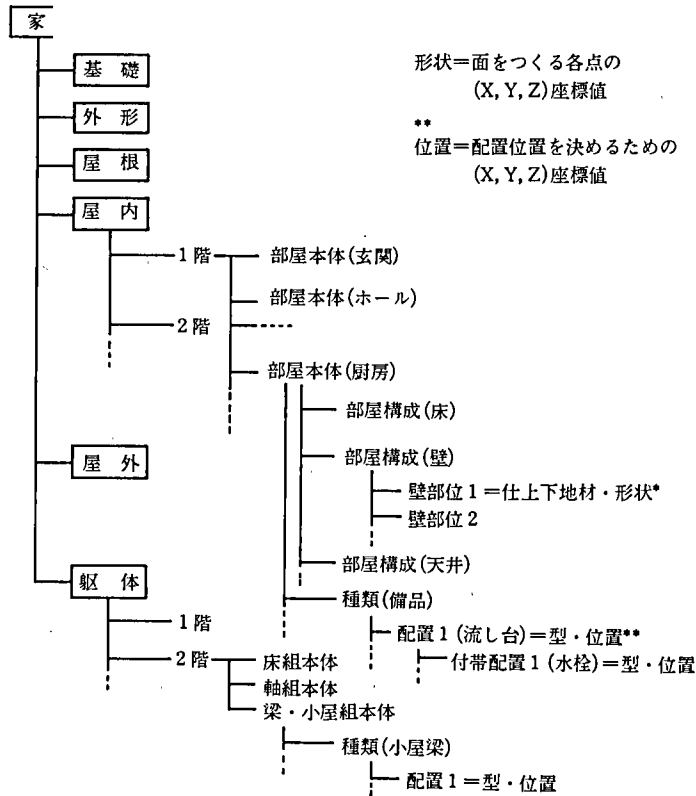 家
基礎
形状=面をつくる各点の
(X, Y, Z)座標値
外形
**
位置=配置位置を決めるための
(X, Y, Z)座標値
屋根
屋内
1階
部屋本体(玄関)
部屋本体(ホール)
2階
部屋本体(厨房)
部屋構成(床)
部屋構成(壁)
屋外
壁部位1=仕上下地材・形状*
壁部位2
部屋構成(天井)
躯体
種類(備品)
1階
配置1(流し台)=型・位置**
2階
床組本体
付帯配置1(水栓)=型・位置
軸組本体
梁・小屋組本体
種類(小屋梁)
配置1=型・位置